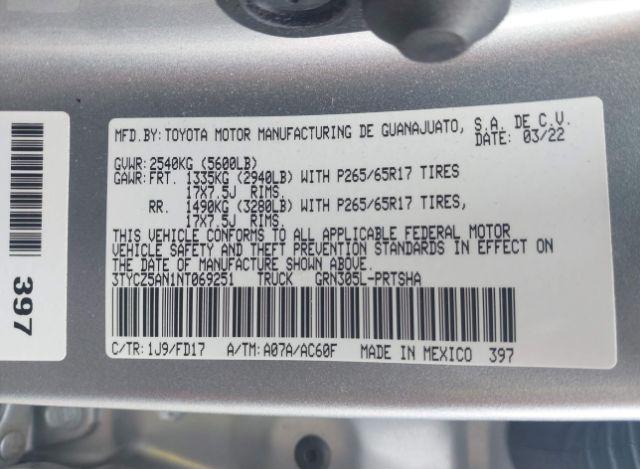 MFD.BY: TOYOTA MOTOR MANUFACTURING DE GUANAJUATO, S.A. DE C.V.
DATE: 03/22
GVWR: 2540KG (5600LB)
GAWR: FRT. 1335KG (2940LB) WITH P265/65R17 TIRES
17X7.5J RIMS,
RR. 1490KG (3280LB) WITH P265/65R17 TIRES,
17X7.5J RIMS.
THIS VEHICLE CONFORMS TO ALL APPLICABLE FEDERAL MOTOR
VEHICLE SAFETY AND THEFT PREVENTION STANDARDS IN EFFECT ON
THE DATE OF MANUFACTURE SHOWN ABOVE.
3TYCZ5AN1NT069251 TRUCK GRN305L-PRTSHA
C/TR: 1J9/FD17 A/TM: A07A/AC60F MADE IN MEXICO 397
397